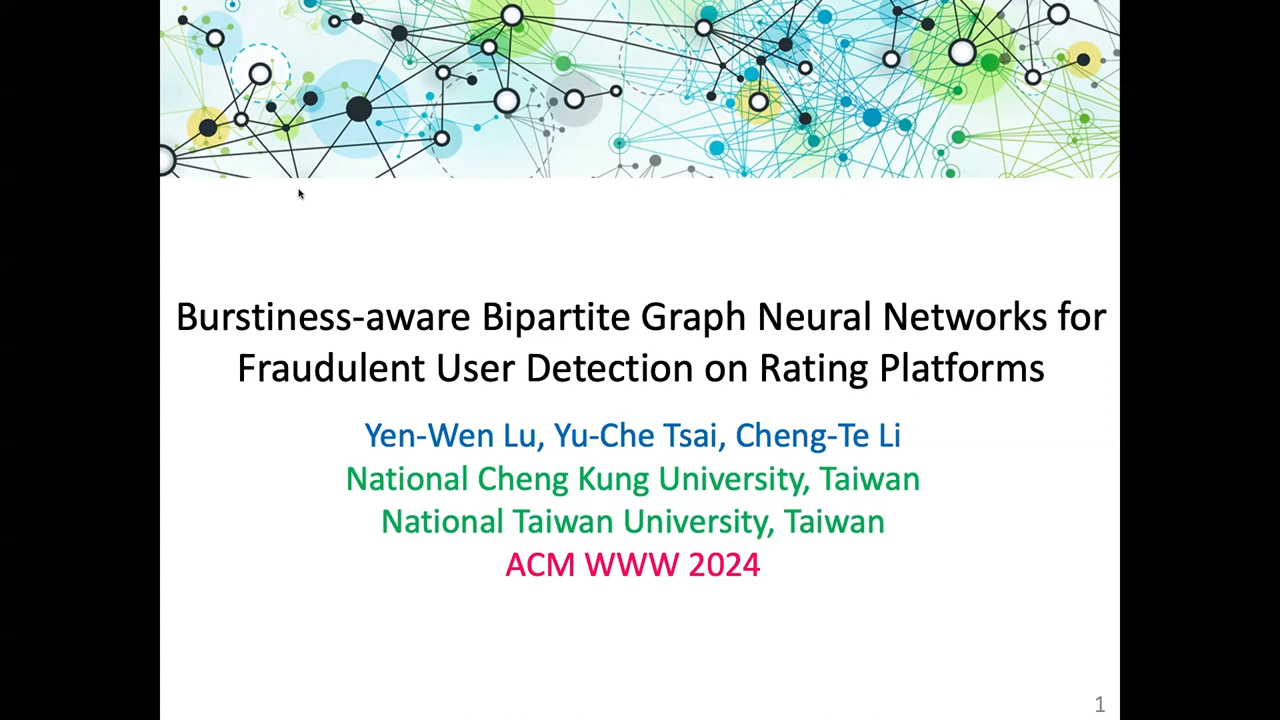 Burstiness-aware Bipartite Graph Neural Networks for
Fraudulent User Detection on Rating Platforms
Yen-Wen Lu, Yu-Che Tsai, Cheng-Te Li
National Cheng Kung University, Taiwan
National Taiwan University, Taiwan
ACM WWW 2024
1